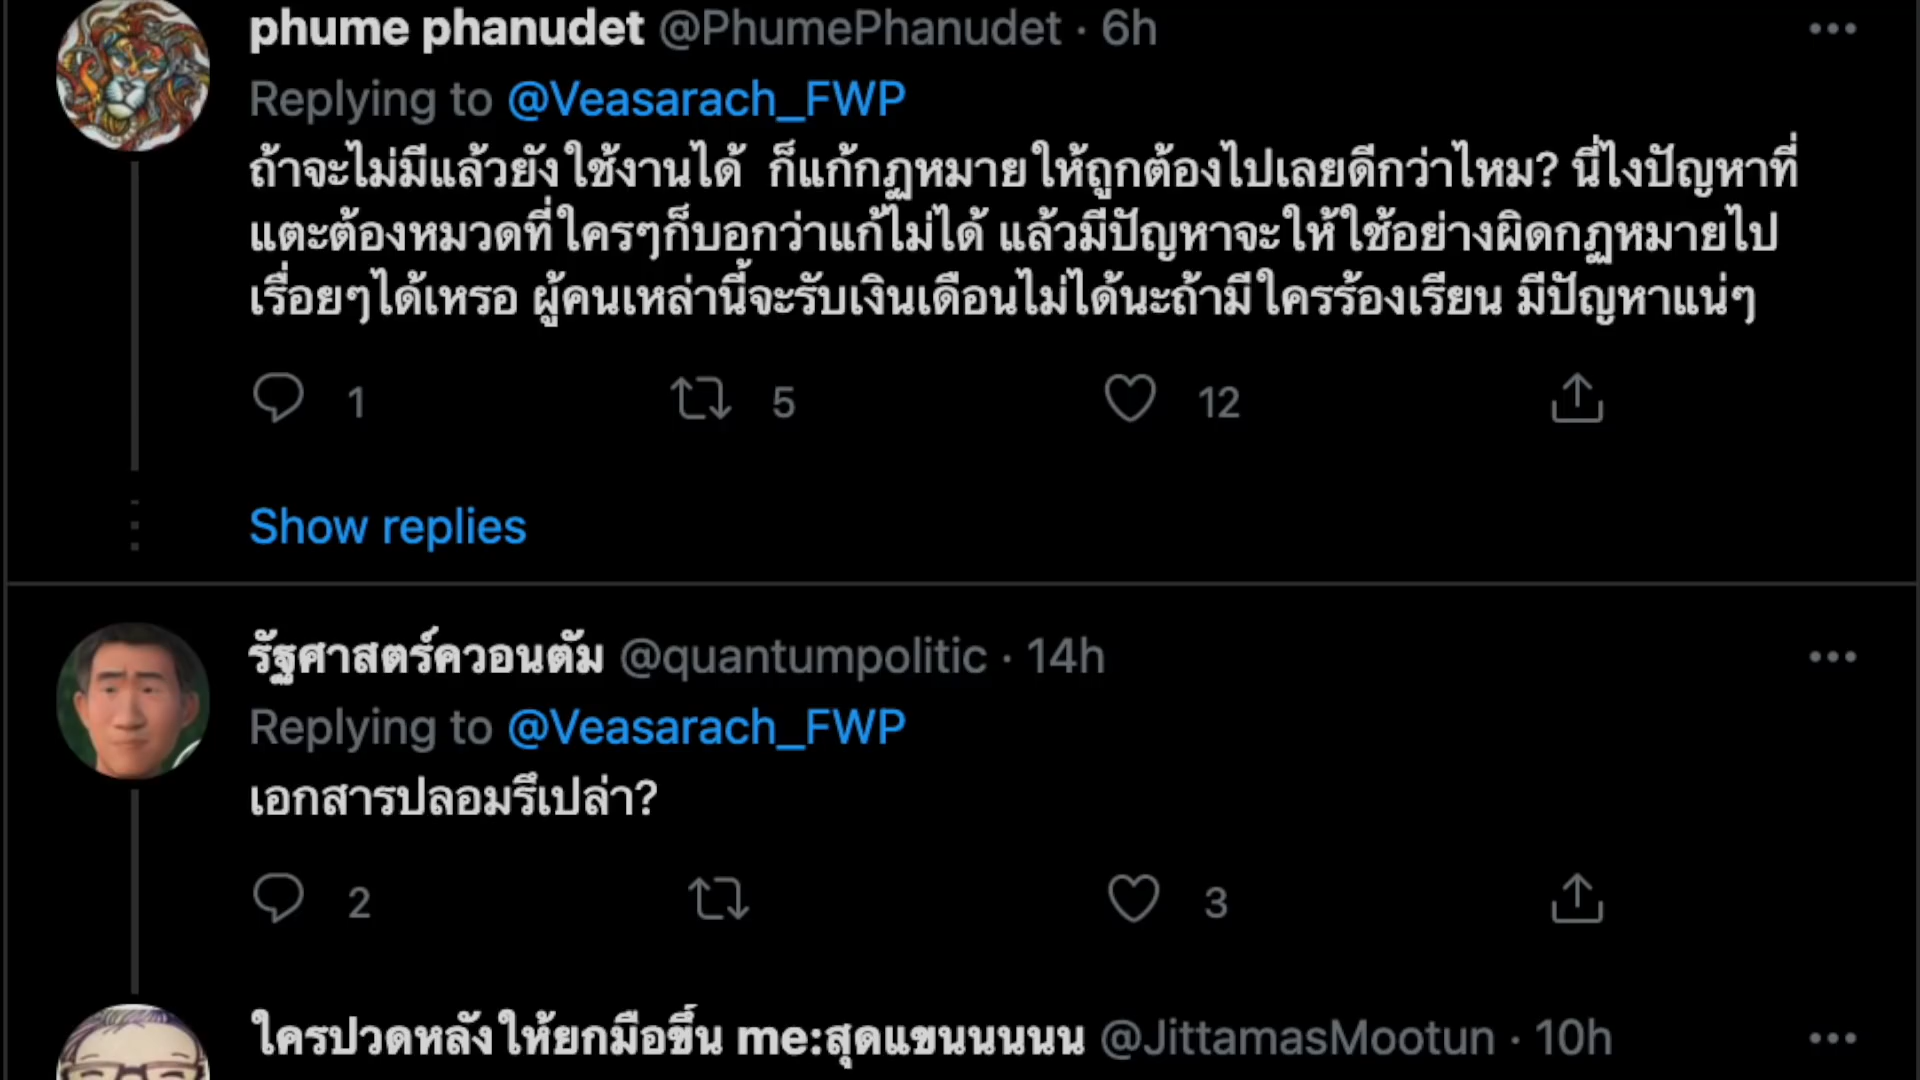 phume phanudet @PhumePhanudet · 6h
Replying to @Veasarach_FWP
ถ้าจะไม่มีแล้วยังใช้งานได้ ก็แก้กฏหมายให้ถูกต้องไปเลยดีกว่าไหม? นี่ไงปัญหาที่
แตะต้องหมวดที่ใครๆก็บอกว่าแก้ไม่ได้ แล้วมีปัญหาจะให้ใช้อย่างผิดกฏหมายไป
เรื่อยๆได้เหรอ ผู้คนเหล่านี้จะรับเงินเดือนไม่ได้นะถ้ามีใครร้องเรียน มีปัญหาแน่ๆ
1 5 12
Show replies
รัฐศาสตร์ควอนตัม @quantumpolitic · 14h
Replying to @Veasarach_FWP
เอกสารปลอมรึเปล่า?
2 3
ใครปวดหลังให้ยกมือขึ้น me:สุดแขนนนนน @JittamasMootun · 10h